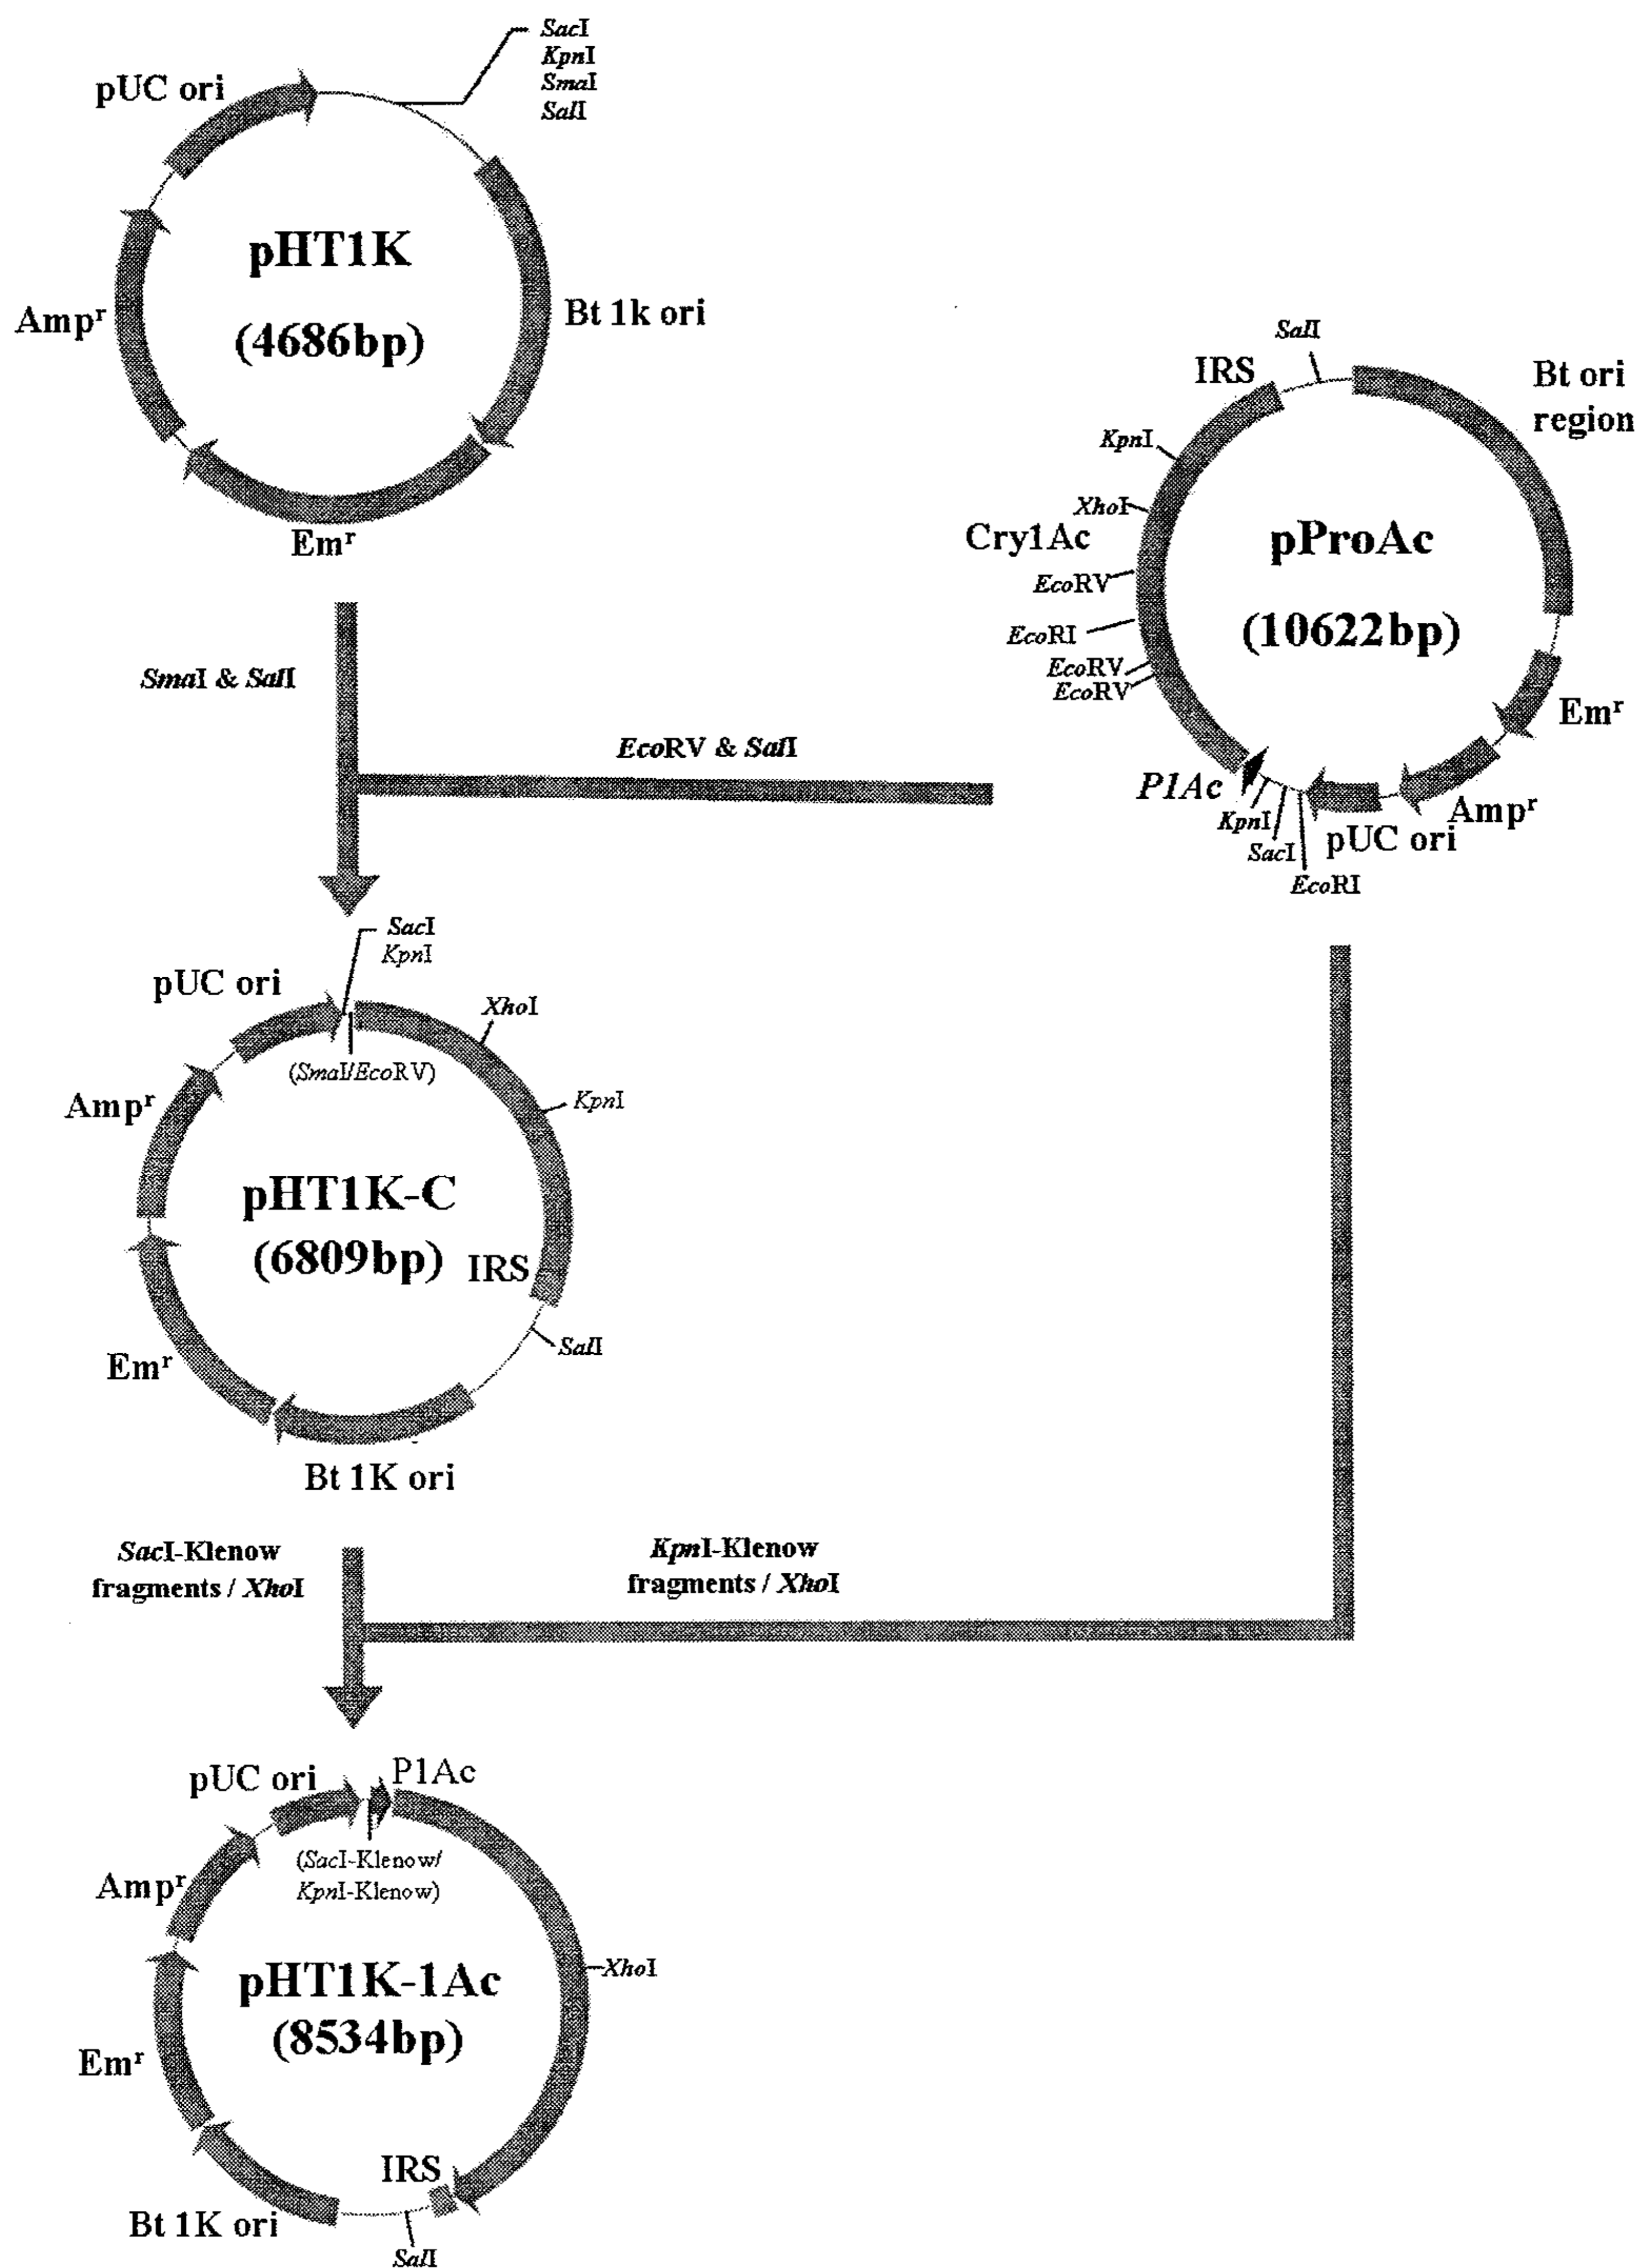 SacI
KpnI
SmaI
SalI
pUC ori
pHT1K
(4686bp)
Ampʳ
Bt 1k ori
Emʳ
SalI
IRS
Bt ori
region
KpnI
XhoI
Cry1Ac
pProAc
(10622bp)
EcoRV
EcoRI
EcoRV
EcoRV
Emʳ
P1Ac
KpnI
SacI
EcoRI
pUC ori
Ampʳ
SmaI & SalI
EcoRV & SalI
SacI
KpnI
pUC ori
XhoI
(SmaI/EcoRV)
KpnI
Ampʳ
pHT1K-C
(6809bp)
IRS
SalI
Emʳ
Bt 1K ori
SacI-Klenow
fragments / XhoI
KpnI-Klenow
fragments / XhoI
pUC ori
P1Ac
(SacI-Klenow/
KpnI-Klenow)
Ampʳ
XhoI
pHT1K-1Ac
(8534bp)
Emʳ
IRS
Bt 1K ori
SalI